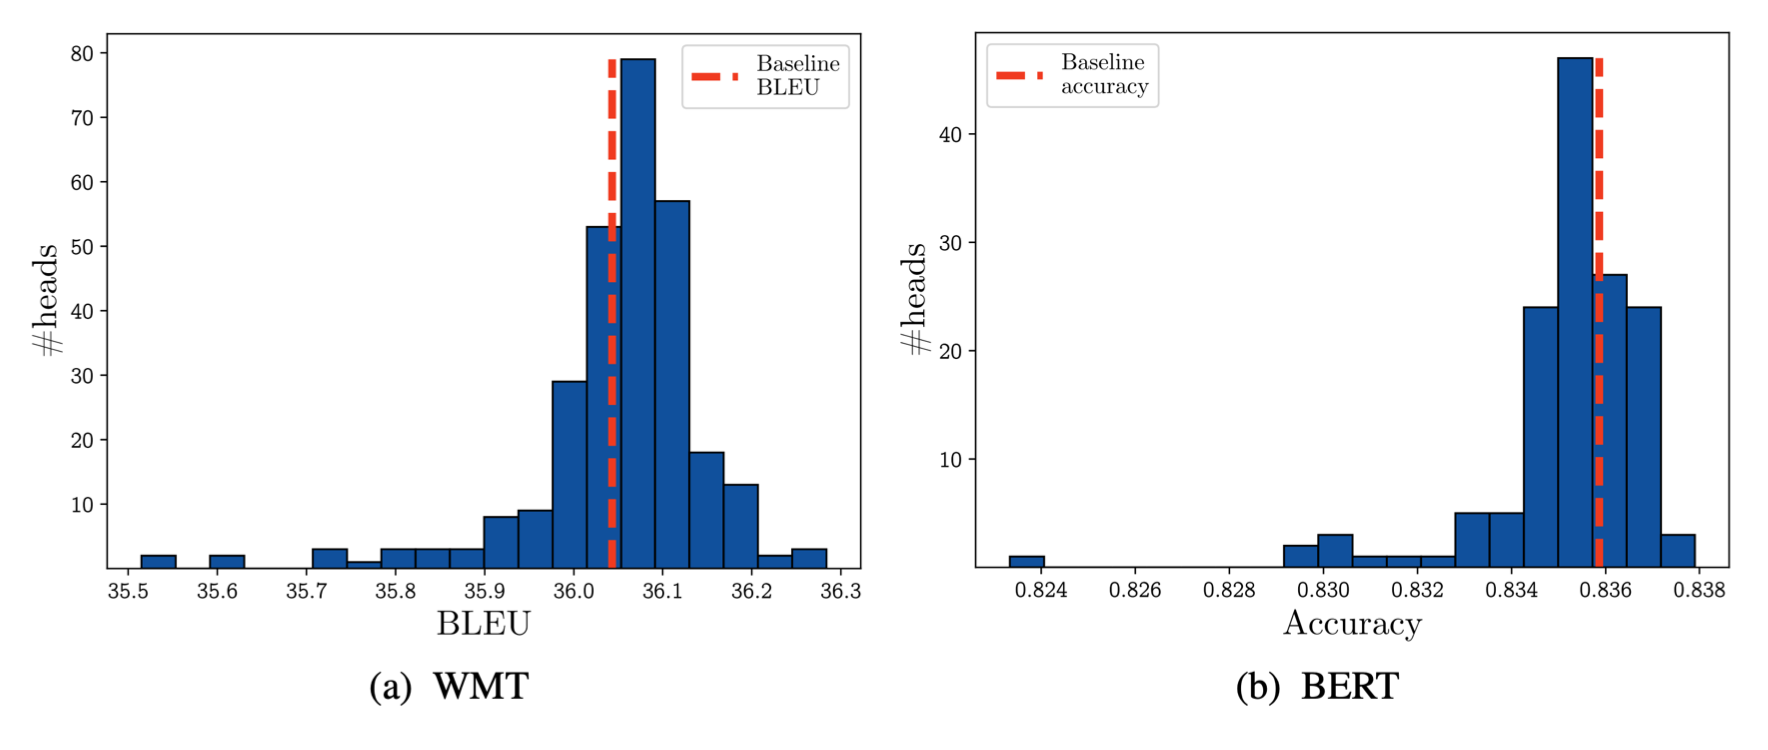 80
70
60
50
40
30
20
10
#heads
Baseline
BLEU
35.5 35.6 35.7 35.8 35.9 36.0 36.1 36.2 36.3
BLEU
(a) WMT
40
30
20
10
#heads
Baseline
accuracy
0.824 0.826 0.828 0.830 0.832 0.834 0.836 0.838
Accuracy
(b) BERT